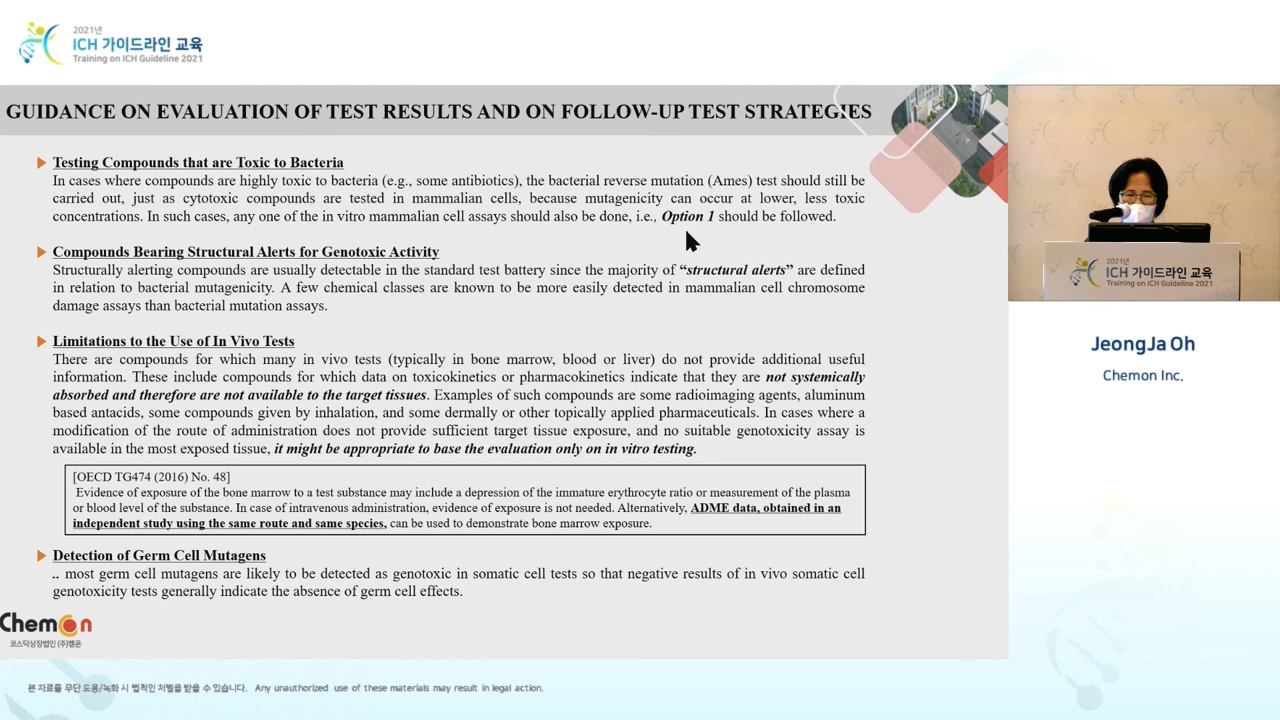 2021년
ICH 가이드라인 교육
Training on ICH Guideline 2021
GUIDANCE ON EVALUATION OF TEST RESULTS AND ON FOLLOW-UP TEST STRATEGIES
Testing Compounds that are Toxic to Bacteria
In cases where compounds are highly toxic to bacteria (e.g., some antibiotics), the bacterial reverse mutation (Ames) test should still be
carried out, just as cytotoxic compounds are tested in mammalian cells, because mutagenicity can occur at lower, less toxic
concentrations. In such cases, any one of the in vitro mammalian cell assays should also be done, i.e., Option 1 should be followed.
Compounds Bearing Structural Alerts for Genotoxic Activity
Structurally alerting compounds are usually detectable in the standard test battery since the majority of “structural alerts” are defined
in relation to bacterial mutagenicity. A few chemical classes are known to be more easily detected in mammalian cell chromosome
damage assays than bacterial mutation assays.
Limitations to the Use of In Vivo Tests
There are compounds for which many in vivo tests (typically in bone marrow, blood or liver) do not provide additional useful
information. These include compounds for which data on toxicokinetics or pharmacokinetics indicate that they are not systemically
absorbed and therefore are not available to the target tissues. Examples of such compounds are some radioimaging agents, aluminum
based antacids, some compounds given by inhalation, and some dermally or other topically applied pharmaceuticals. In cases where a
modification of the route of administration does not provide sufficient target tissue exposure, and no suitable genotoxicity assay is
available in the most exposed tissue, it might be appropriate to base the evaluation only on in vitro testing.
[OECD TG474 (2016) No. 48]
Evidence of exposure of the bone marrow to a test substance may include a depression of the immature erythrocyte ratio or measurement of the plasma
or blood level of the substance. In case of intravenous administration, evidence of exposure is not needed. Alternatively, ADME data, obtained in an
independent study using the same route and same species, can be used to demonstrate bone marrow exposure.
Detection of Germ Cell Mutagens
.. most germ cell mutagens are likely to be detected as genotoxic in somatic cell tests so that negative results of in vivo somatic cell
genotoxicity tests generally indicate the absence of germ cell effects.
Chemon
코스닥상장법인 (주)켐온
2021년
ICH 가이드라인 교육
Training on ICH Guideline 2021
JeongJa Oh
Chemon Inc.
본 자료를 무단 도용/녹화 시 법적인 처벌을 받을 수 있습니다. Any unauthorized use of these materials may result in legal action.